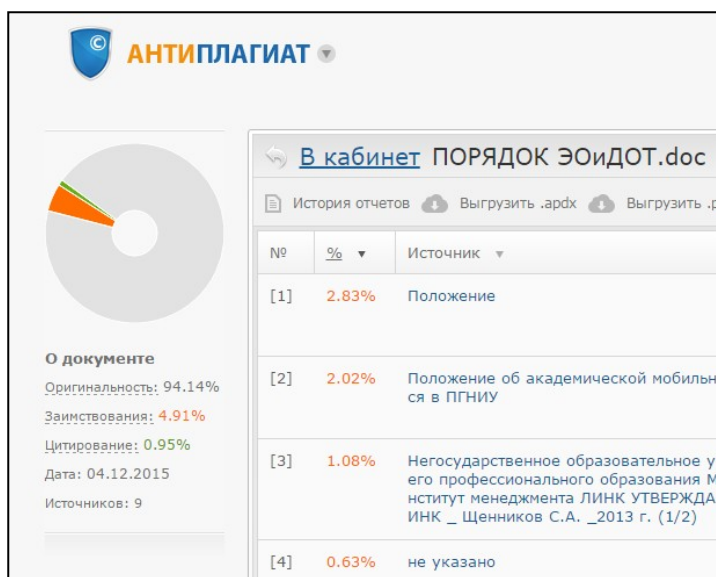 АНТИПЛАГИАТ
В кабинет ПОРЯДОК ЭОиДОТ.doc
История отчетов Выгрузить .apdx Выгрузить
№ % Источник
[1] 2.83% Положение
[2] 2.02% Положение об академической
ся в ПГНИУ
[3] 1.08% Негосударственное образовательное
его профессионального образования
нститут менеджмента ЛИНК
ИНК _ Щенников С.А. _2013 г. (1/2)
[4] 0.63% не указано
О документе
Оригинальность: 94.14%
Заимствования: 4.91%
Цитирование: 0.95%
Дата: 04.12.2015
Источников: 9